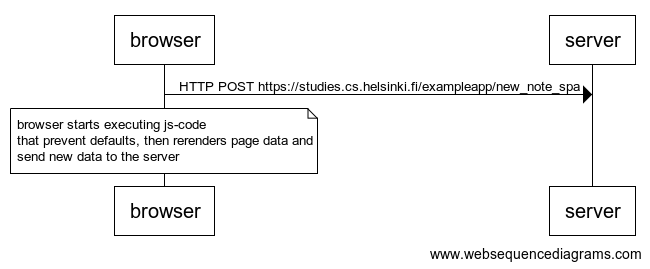 browser
server
HTTP POST https://studies.cs.helsinki.fi/exampleapp/new_note_spa
browser starts executing js-code
that prevent defaults, then rerenders page data and
send new data to the server
browser
server
www.websequencediagrams.com